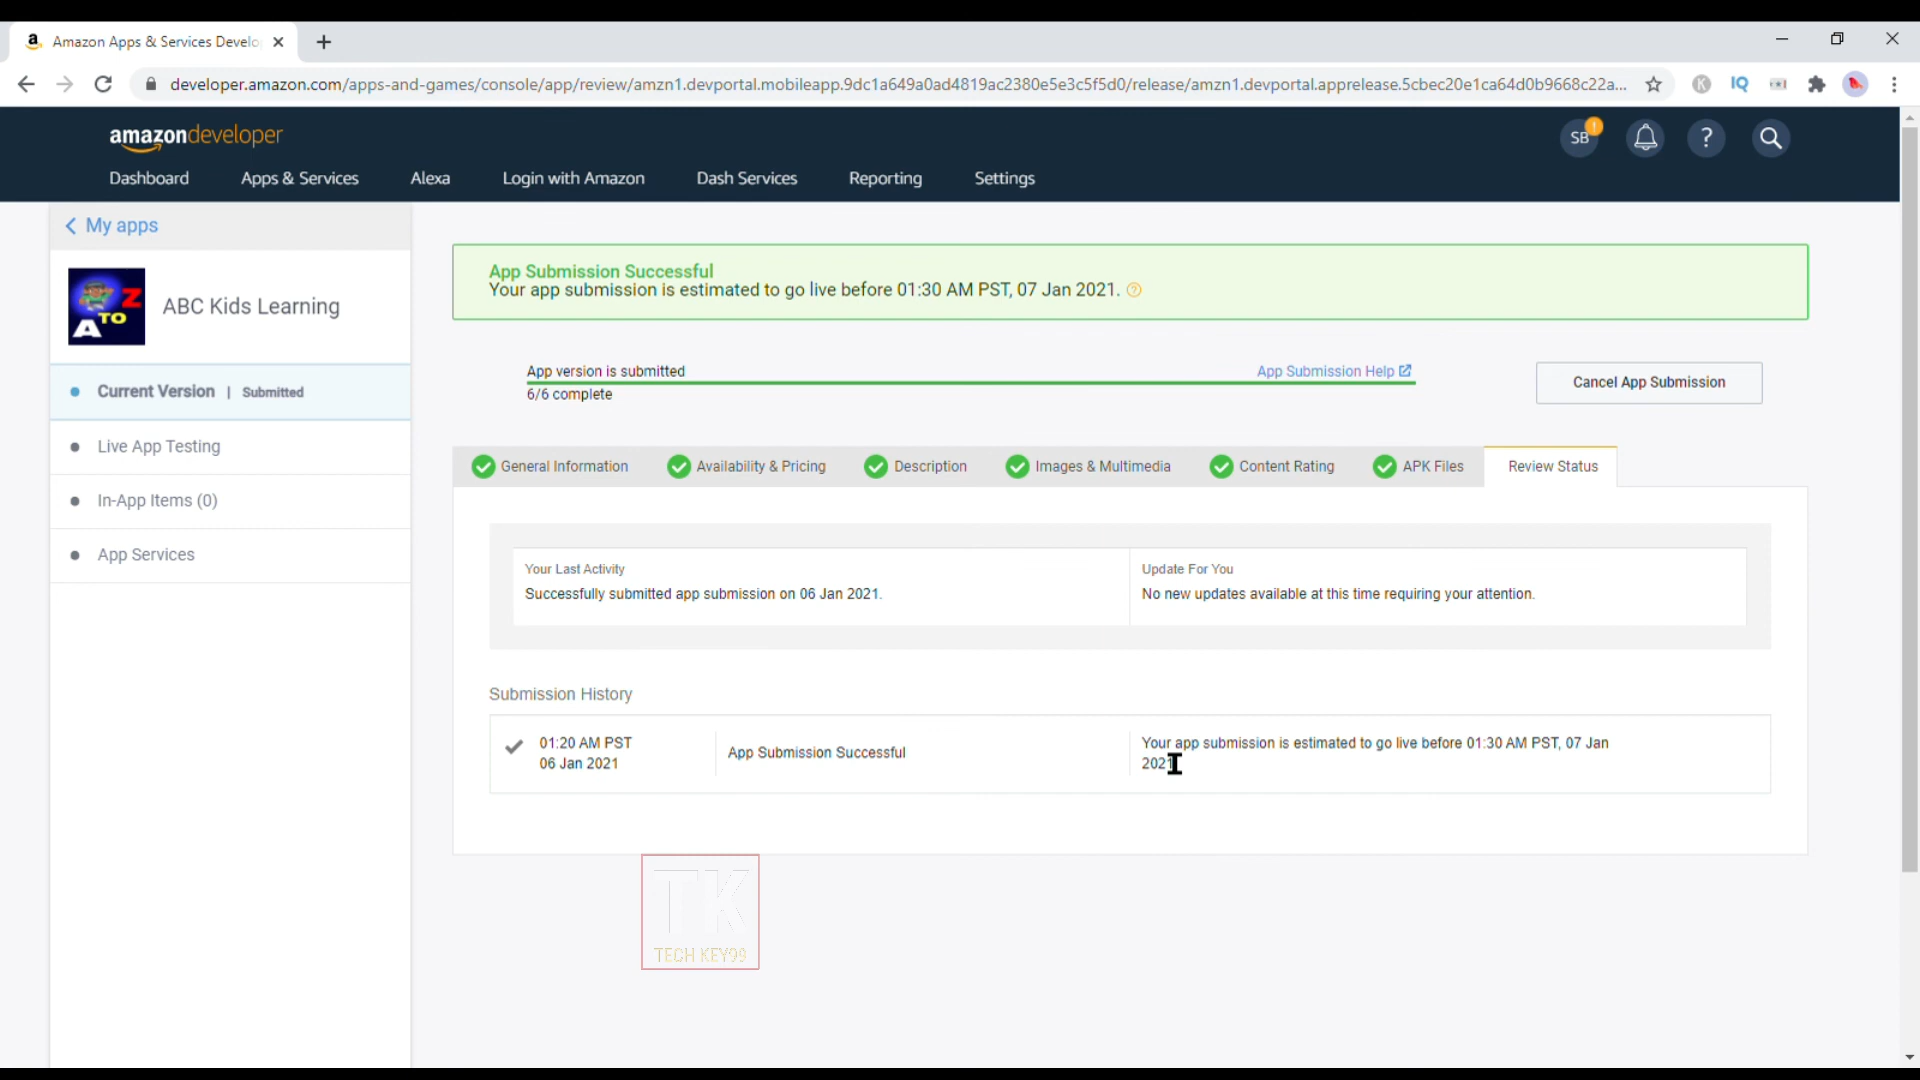 a Amazon Apps & Services Develo
developer.amazon.com/apps-and-games/console/app/review/amzn1.devportal.mobileapp.9dc1a649a0ad4819ac2380e5e3c5f5d0/release/amzn1.devportal.apprelease.5cbec20e1ca64d0b9668c22a...
K IQ
amazondeveloper
SB ! ?
Dashboard Apps & Services Alexa Login with Amazon Dash Services Reporting Settings
My apps
A TO Z
ABC Kids Learning
Current Version | Submitted
Live App Testing
In-App Items (0)
App Services
App Submission Successful
Your app submission is estimated to go live before 01:30 AM PST, 07 Jan 2021. ?
App version is submitted
App Submission Help
6/6 complete
Cancel App Submission
General Information Availability & Pricing Description Images & Multimedia Content Rating APK Files Review Status
Your Last Activity
Successfully submitted app submission on 06 Jan 2021.
Update For You
No new updates available at this time requiring your attention.
Submission History
01:20 AM PST
06 Jan 2021
App Submission Successful
Your app submission is estimated to go live before 01:30 AM PST, 07 Jan
2021
TK
TECH KEY99